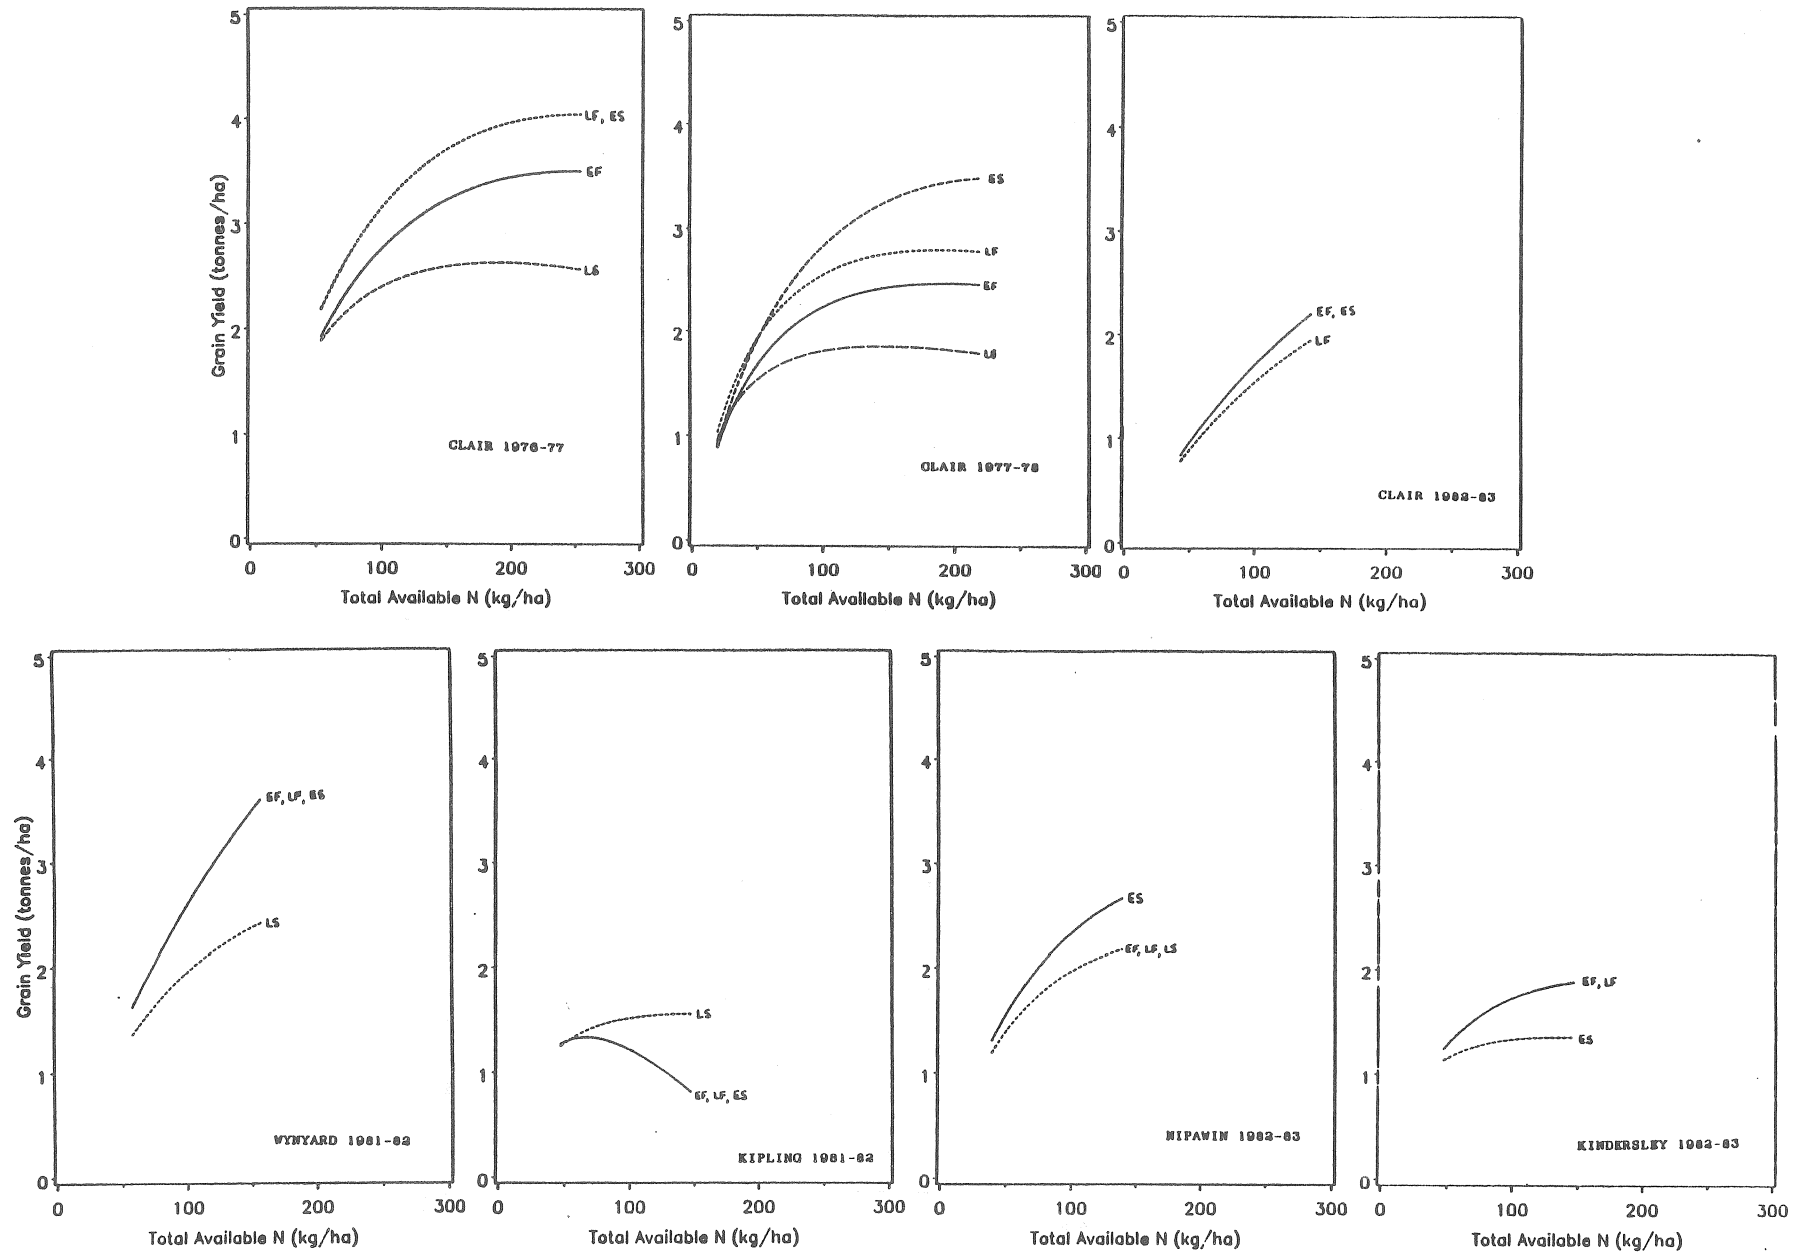 5
4
3
2
1
0
Grain Yield (tonnes/ha)
LF, ES
EF
LS
CLAIR 1976-77
0 100 200 300
Total Available N (kg/ha)
5
4
3
2
1
0
ES
LF
EF
LS
CLAIR 1977-78
0 100 200 300
Total Available N (kg/ha)
5
4
3
2
1
0
EF, ES
LF
CLAIR 1982-83
0 100 200 300
Total Available N (kg/ha)
5
4
3
2
1
0
Grain Yield (tonnes/ha)
EF, LF, ES
LS
WYNYARD 1981-82
0 100 200 300
Total Available N (kg/ha)
5
4
3
2
1
0
LS
EF, LF, ES
KIPLING 1981-82
0 100 200 300
Total Available N (kg/ha)
5
4
3
2
1
0
ES
EF, LF, LS
NIPAWIN 1982-83
0 100 200 300
Total Available N (kg/ha)
5
4
3
2
1
0
EF, LF
ES
KINDERSLEY 1982-83
0 100 200 300
Total Available N (kg/ha)